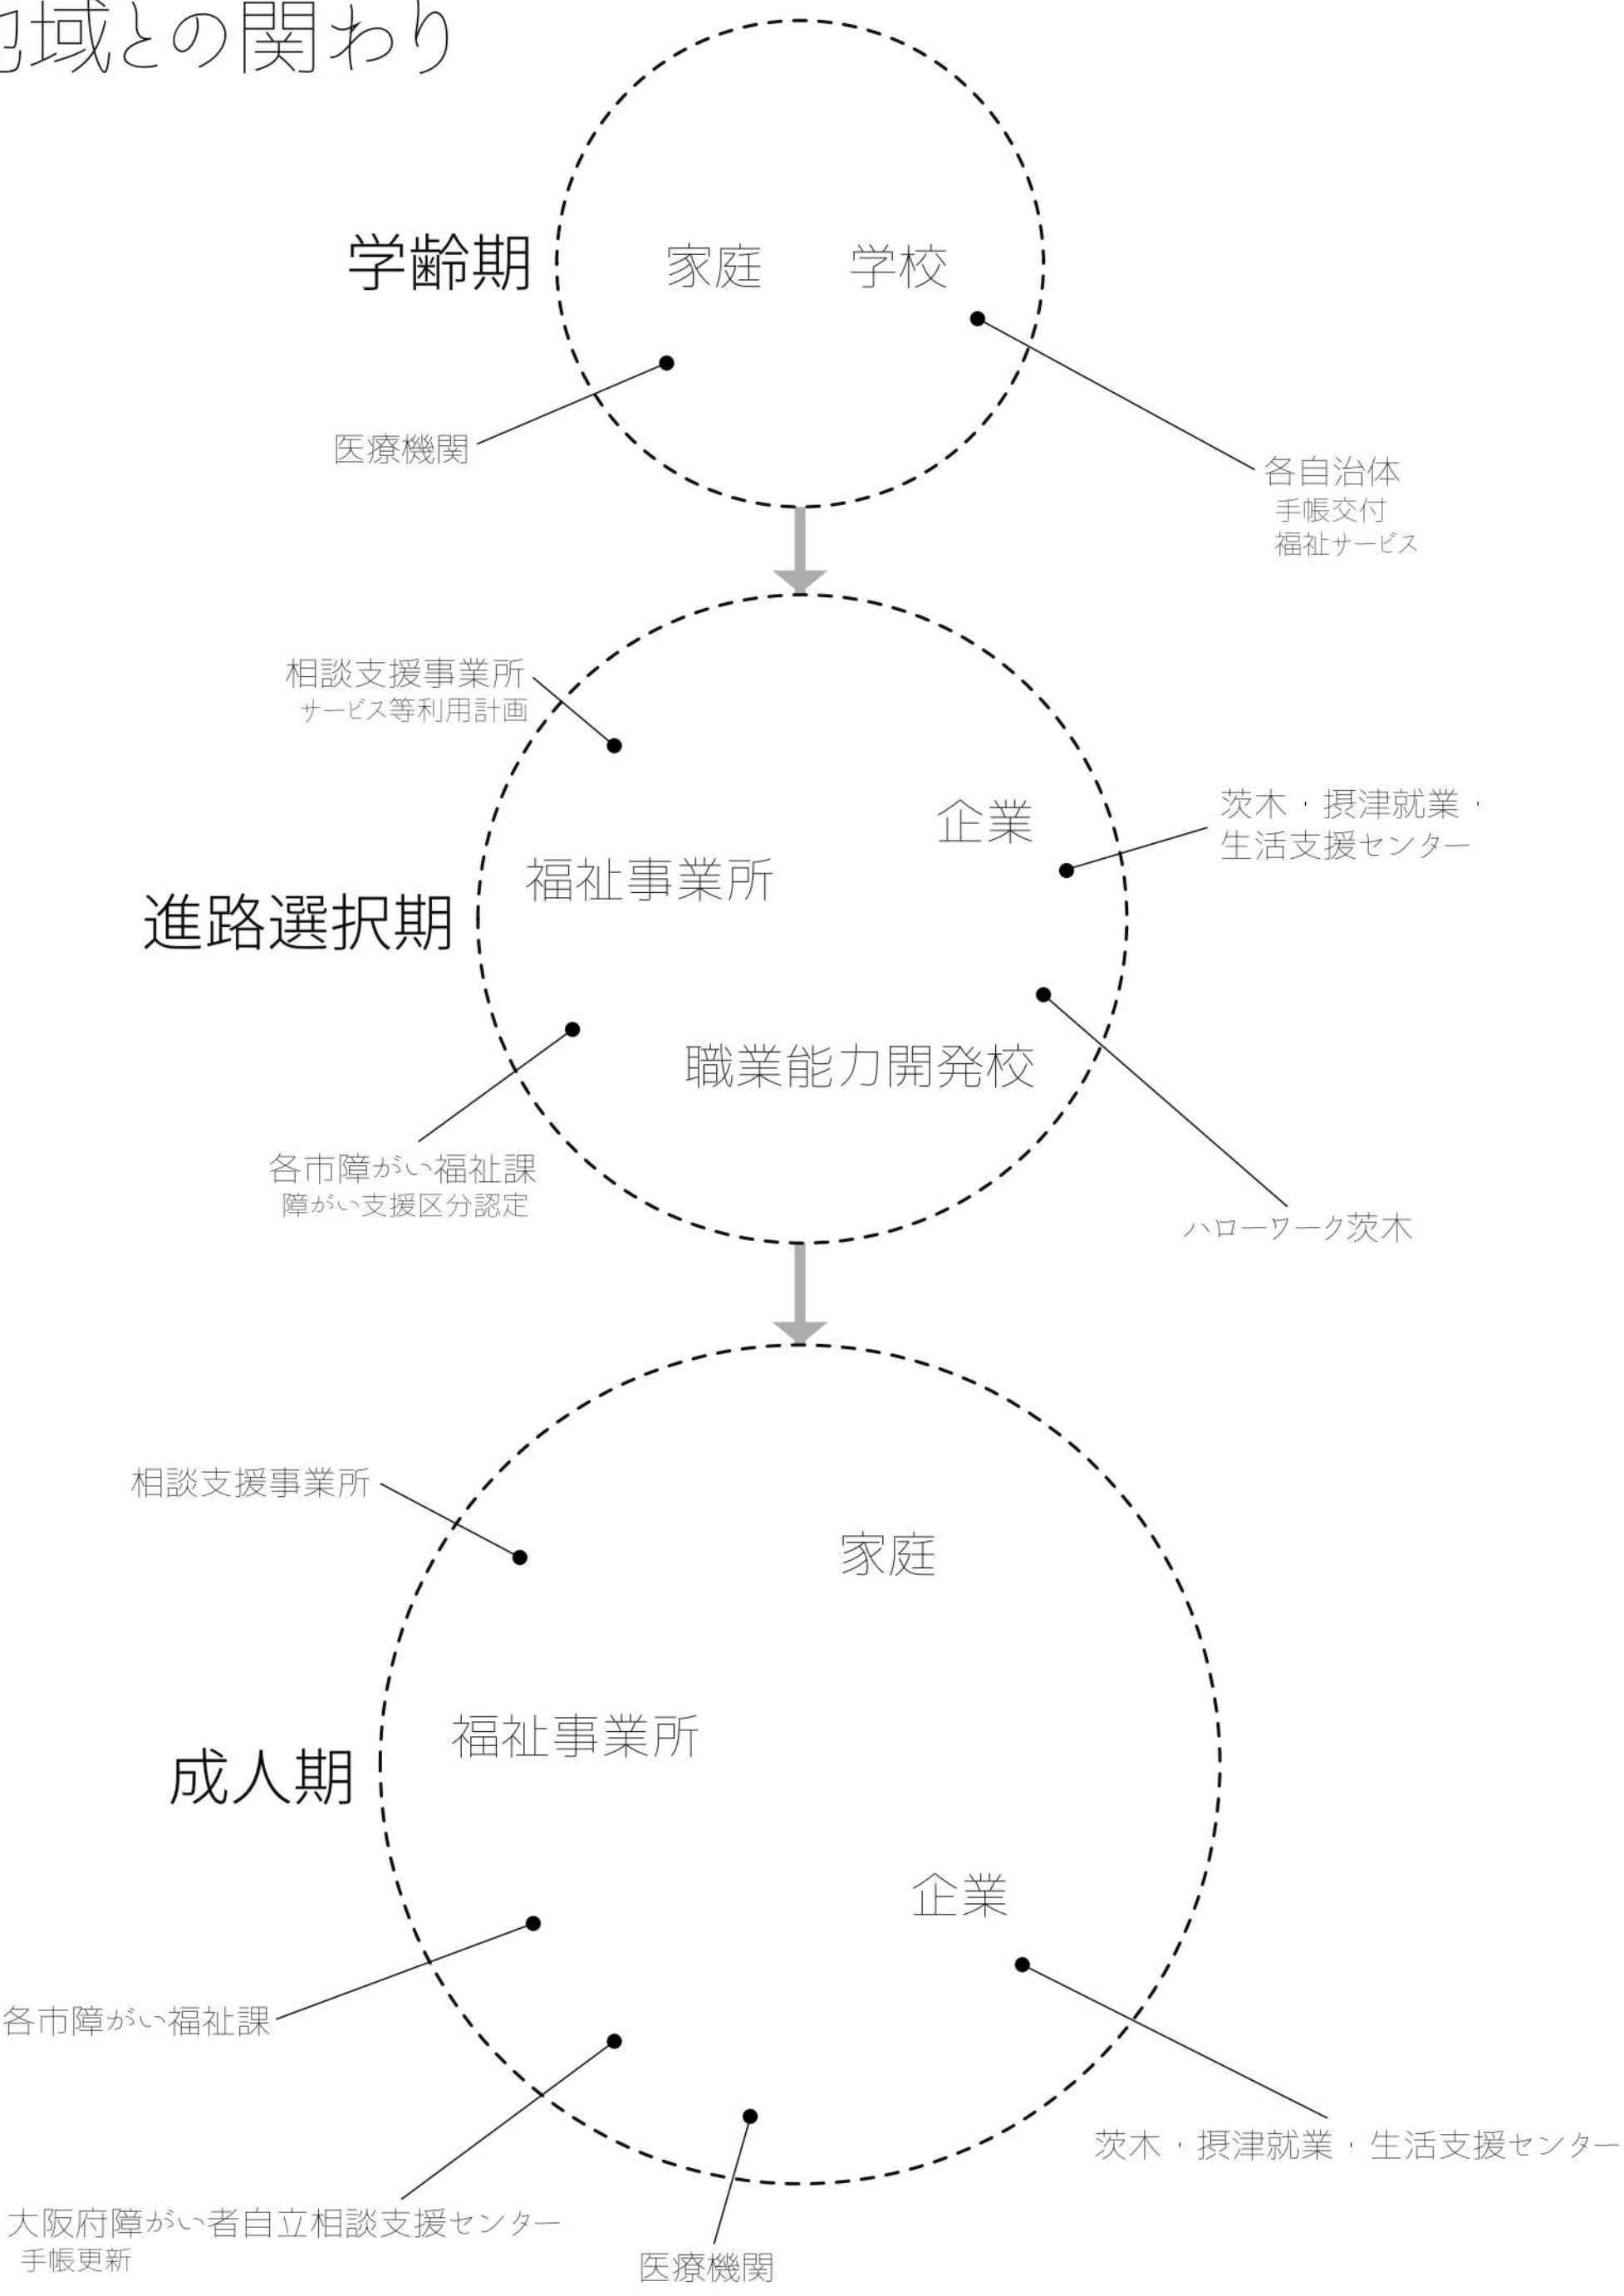 地域との関わり
学齢期
家庭
学校
医療機関
各自治体
手帳交付
福祉サービス
相談支援事業所
サービス等利用計画
企業
茨木・摂津就業・
生活支援センター
福祉事業所
進路選択期
職業能力開発校
各市障がい福祉課
障がい支援区分認定
ハローワーク茨木
相談支援事業所
家庭
福祉事業所
成人期
企業
各市障がい福祉課
茨木・摂津就業・生活支援センター
大阪府障がい者自立相談支援センター
手帳更新
医療機関